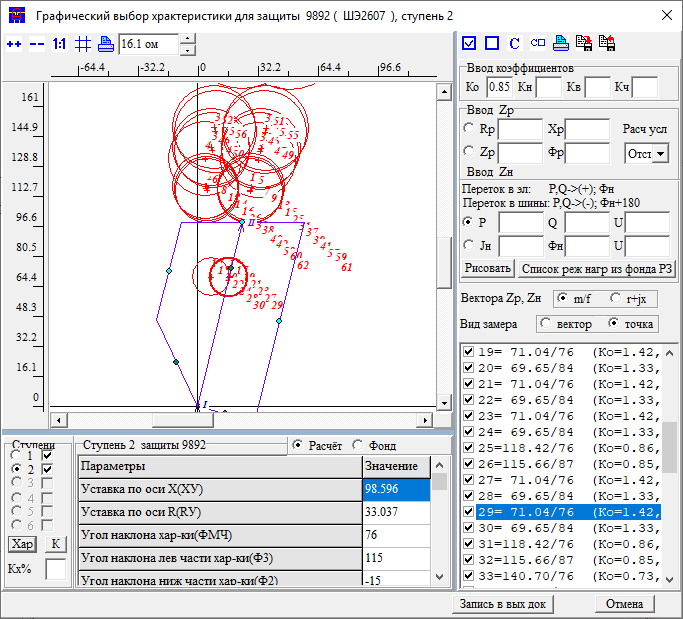 Графический выбор храктеристики для защиты 9892 ( ШЭ2607 ), ступень 2
++ -- 1:1 16.1 ом
-64.4 -32.2 0 32.2 64.4 96.6
161
144.9
128.8
112.7
96.6
80.5
64.4
48.3
32.2
16.1
0
II
59
60
62
61
30 29
I
C
Ввод коэффициентов
Ко 0.85 Кн Кв Кч
Ввод Zp
Rp Xp Расч усл
Zp Фр Отст
Ввод Zн
Переток в эл: P,Q->(+); Фн
Переток в шины: P,Q->(-); Фн+180
P Q U
Jн Фн U
Рисовать Список реж нагр из фонда РЗ
Вектора Zp, Zн m/f r+jx
Вид замера вектор точка
19= 71.04/76 (Ко=1.42,
20= 69.65/84 (Ко=1.33,
21= 71.04/76 (Ко=1.42,
22= 69.65/84 (Ко=1.33,
23= 71.04/76 (Ко=1.42,
24= 69.65/84 (Ко=1.33,
25=118.42/76 (Ко=0.86,
26=115.66/87 (Ко=0.85,
27= 71.04/76 (Ко=1.42,
28= 69.65/84 (Ко=1.33,
29= 71.04/76 (Ко=1.42,
30= 69.65/84 (Ко=1.33,
31=118.42/76 (Ко=0.86,
32=115.66/87 (Ко=0.85,
33=140.70/76 (Ко=0.73,
Ступени
1
2
3
4
5
6
Хар К
Кх%
Ступень 2 защиты 9892 Расчёт Фонд
Параметры Значение
Уставка по оси X(ХУ) 98.596
Уставка по оси R(RУ) 33.037
Угол наклона хар-ки(ФМЧ) 76
Угол наклона лев части хар-ки(Ф3) 115
Угол наклона ниж части хар-ки(Ф2) -15
Запись в вых док Отмена